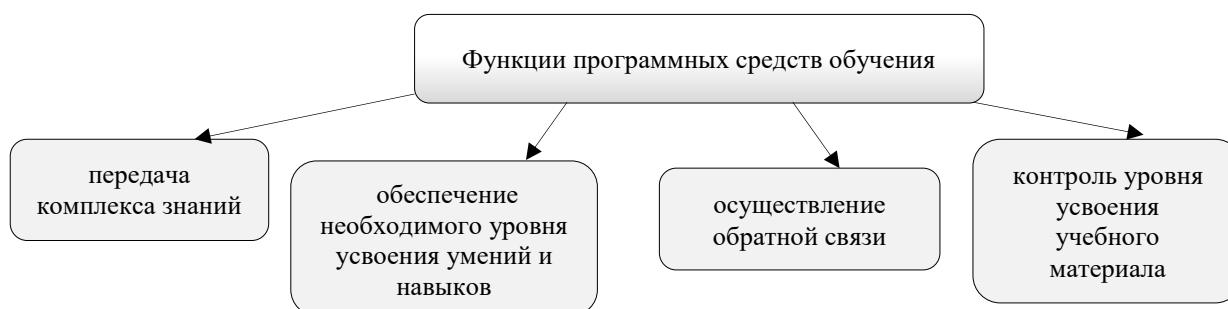 Функции программных средств обучения
передача
комплекса знаний
обеспечение
необходимого уровня
усвоения умений и
навыков
осуществление
обратной связи
контроль уровня
усвоения
учебного
материала